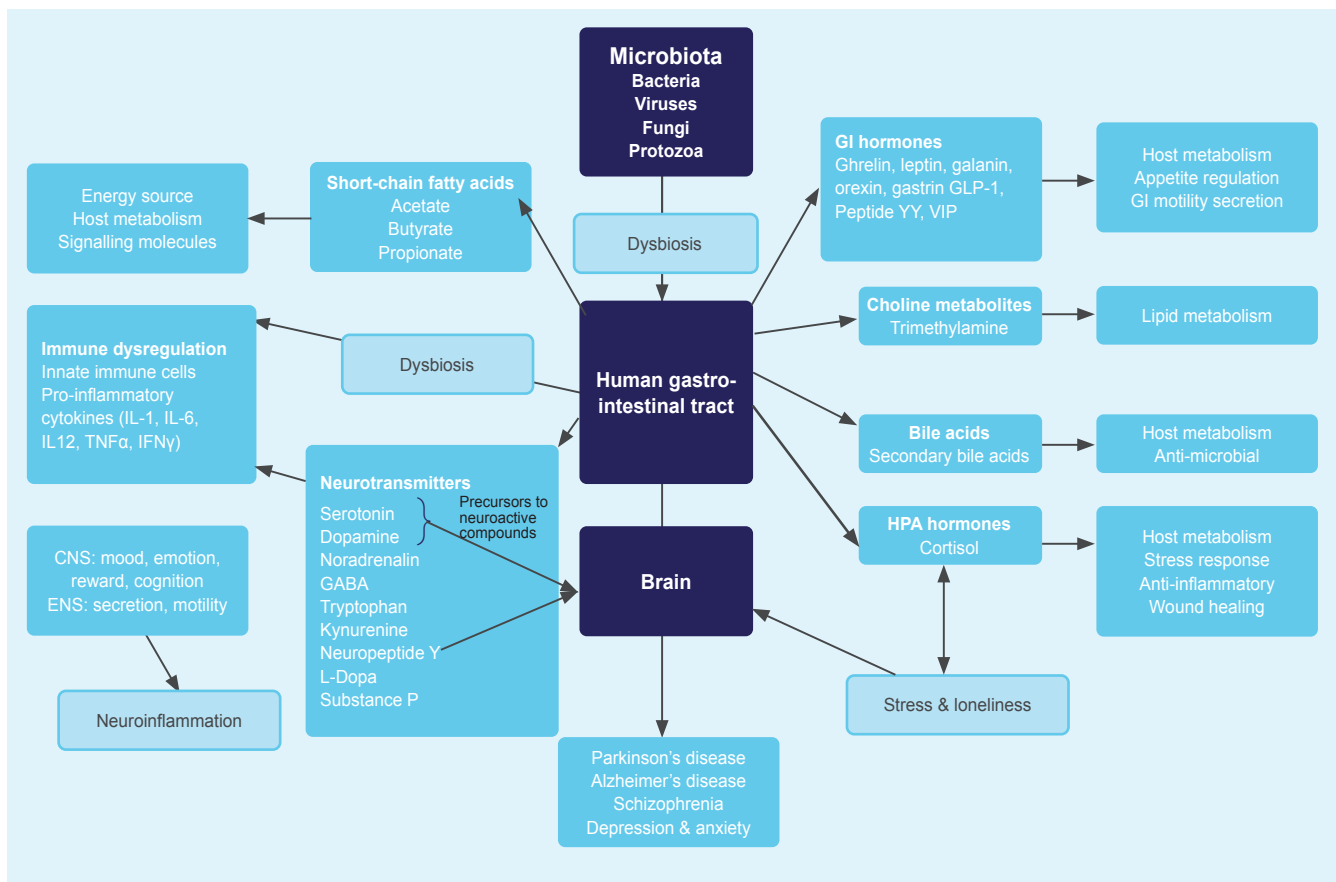 Microbiota
Bacteria
Viruses
Fungi
Protozoa
Dysbiosis
Short-chain fatty acids
Acetate
Butyrate
Propionate
Energy source
Host metabolism
Signalling molecules
GI hormones
Ghrelin, leptin, galanin,
orexin, gastrin GLP-1,
Peptide YY, VIP
Host metabolism
Appetite regulation
GI motility secretion
Immune dysregulation
Innate immune cells
Pro-inflammatory
cytokines (IL-1, IL-6,
IL12, TNFα, IFNγ)
Dysbiosis
Human gastro-
intestinal tract
Choline metabolites
Trimethylamine
Lipid metabolism
Bile acids
Secondary bile acids
Host metabolism
Anti-microbial
Neurotransmitters
Serotonin
Dopamine
Noradrenalin
GABA
Tryptophan
Kynurenine
Neuropeptide Y
L-Dopa
Substance P
Precursors to
neuroactive
compounds
Brain
HPA hormones
Cortisol
Host metabolism
Stress response
Anti-inflammatory
Wound healing
CNS: mood, emotion,
reward, cognition
ENS: secretion, motility
Neuroinflammation
Stress & loneliness
Parkinson's disease
Alzheimer's disease
Schizophrenia
Depression & anxiety